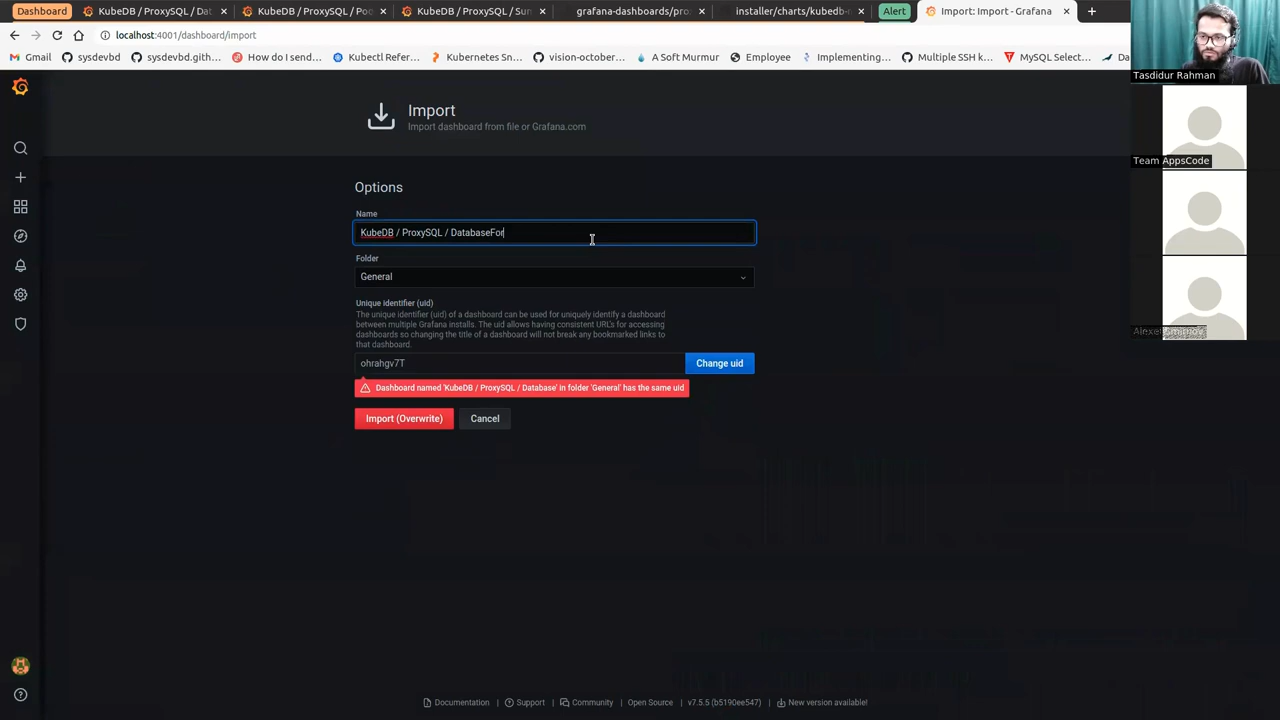 Dashboard
KubeDB / ProxySQL / Dat
KubeDB / ProxySQL / Poo
KubeDB / ProxySQL / Sum
grafana-dashboards/pro
installer/charts/kubedb-
Alert
Import: Import - Grafana
localhost:4001/dashboard/import
Gmail
sysdevbd
sysdevbd.gith...
How do I send...
Kubectl Refer...
Kubernetes Sn...
vision-october...
A Soft Murmur
Employee
Implementing...
Multiple SSH k...
MySQL Select...
Da
Tasdidur Rahman
Team AppsCode
Import
Import dashboard from file or Grafana.com
Options
Name
KubeDB / ProxySQL / DatabaseFor
Folder
General
Unique identifier (uid)
The unique identifier (uid) of a dashboard can be used for uniquely identify a dashboard
between multiple Grafana installs. The uid allows having consistent URL's for accessing
dashboards so changing the title of a dashboard will not break any bookmarked links to
that dashboard.
ohrahgv7T
Change uid
Dashboard named 'KubeDB / ProxySQL / Database' in folder 'General' has the same uid
Import (Overwrite)
Cancel
Documentation
Support
Community
Open Source
v7.5.5 (b5190ee547)
New version available!